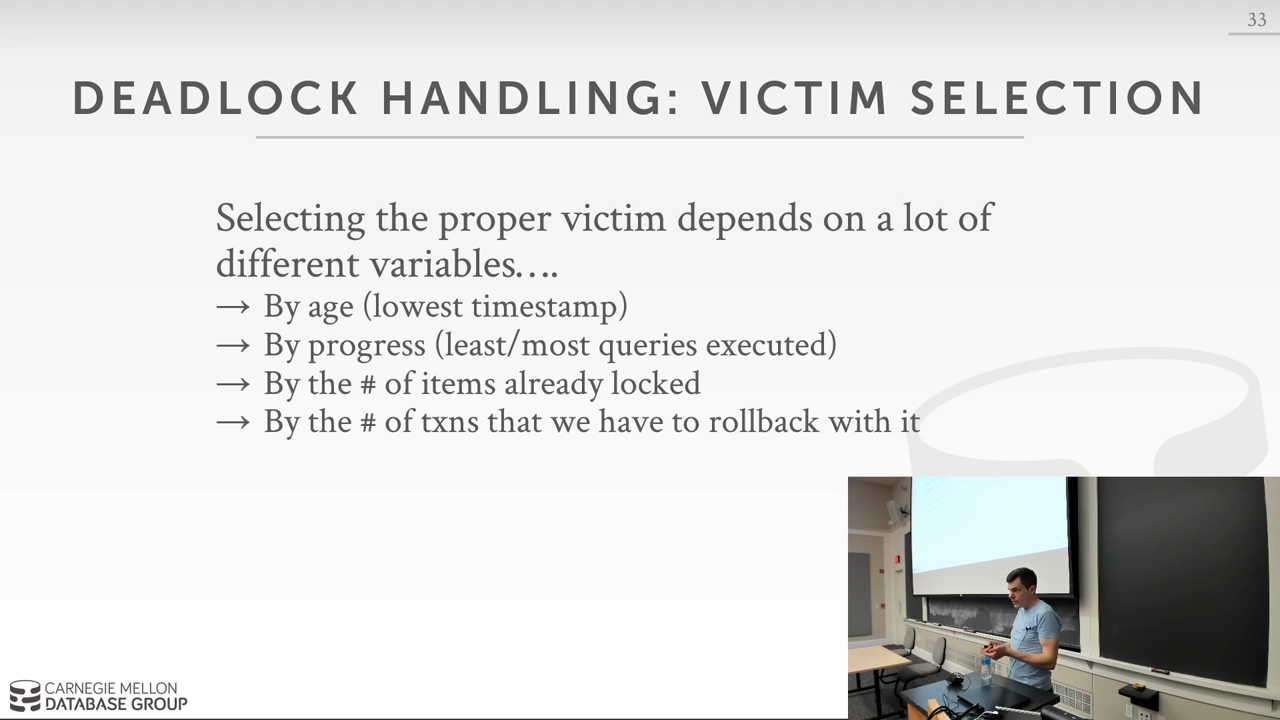 33
DEADLOCK HANDLING: VICTIM SELECTION
Selecting the proper victim depends on a lot of
different variables….
→ By age (lowest timestamp)
→ By progress (least/most queries executed)
→ By the # of items already locked
→ By the # of txns that we have to rollback with it
CARNEGIE MELLON
DATABASE GROUP